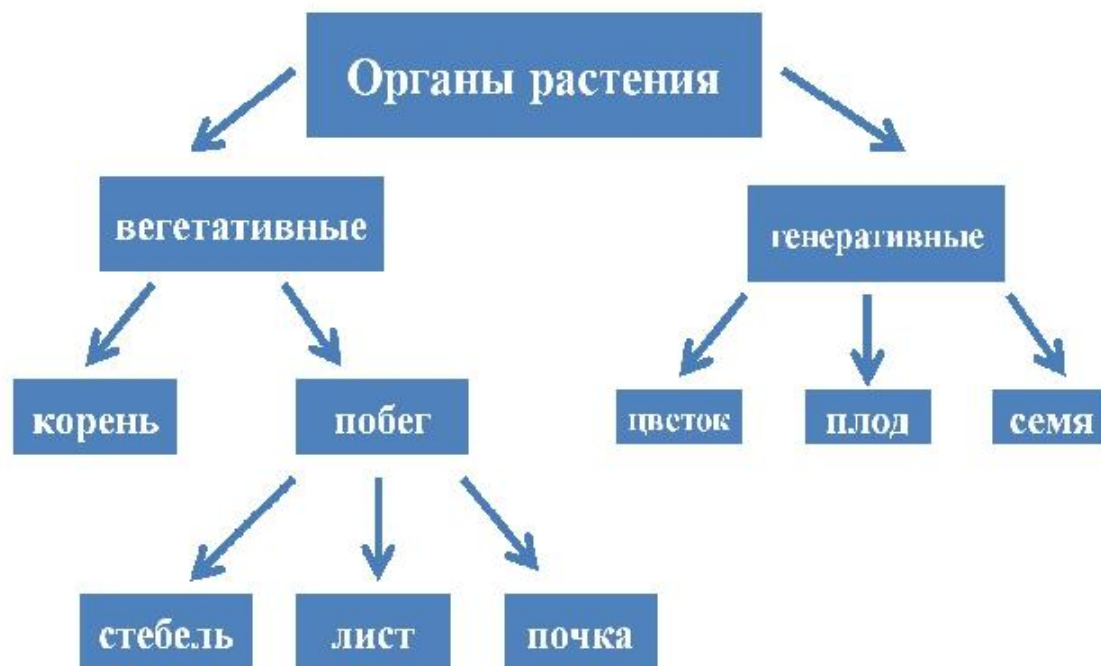 Органы растения
вегетативные
генеративные
корень
побег
цветок
плод
семя
стебель
лист
почка